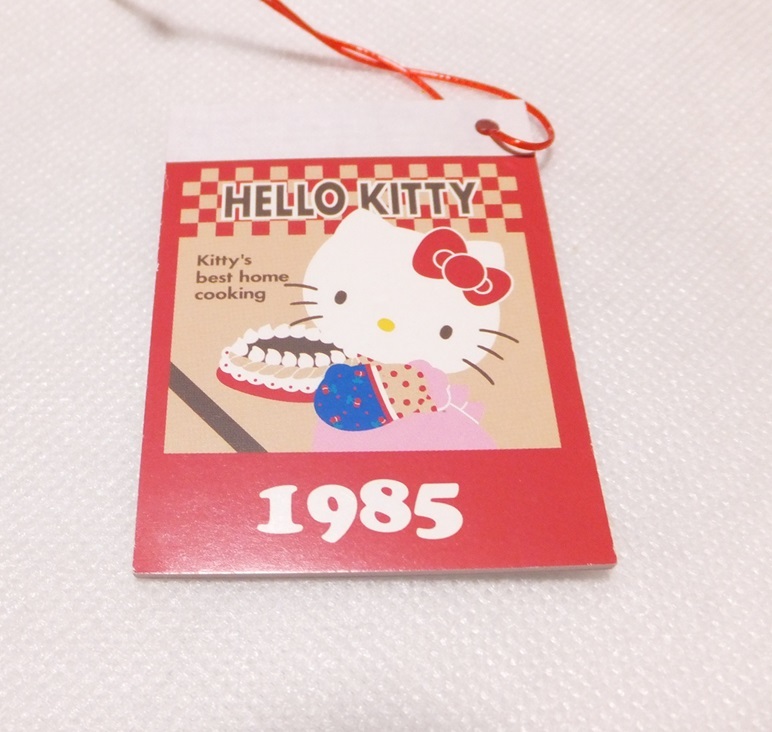 HELLO KITTY
Kitty's
best home
cooking
1985